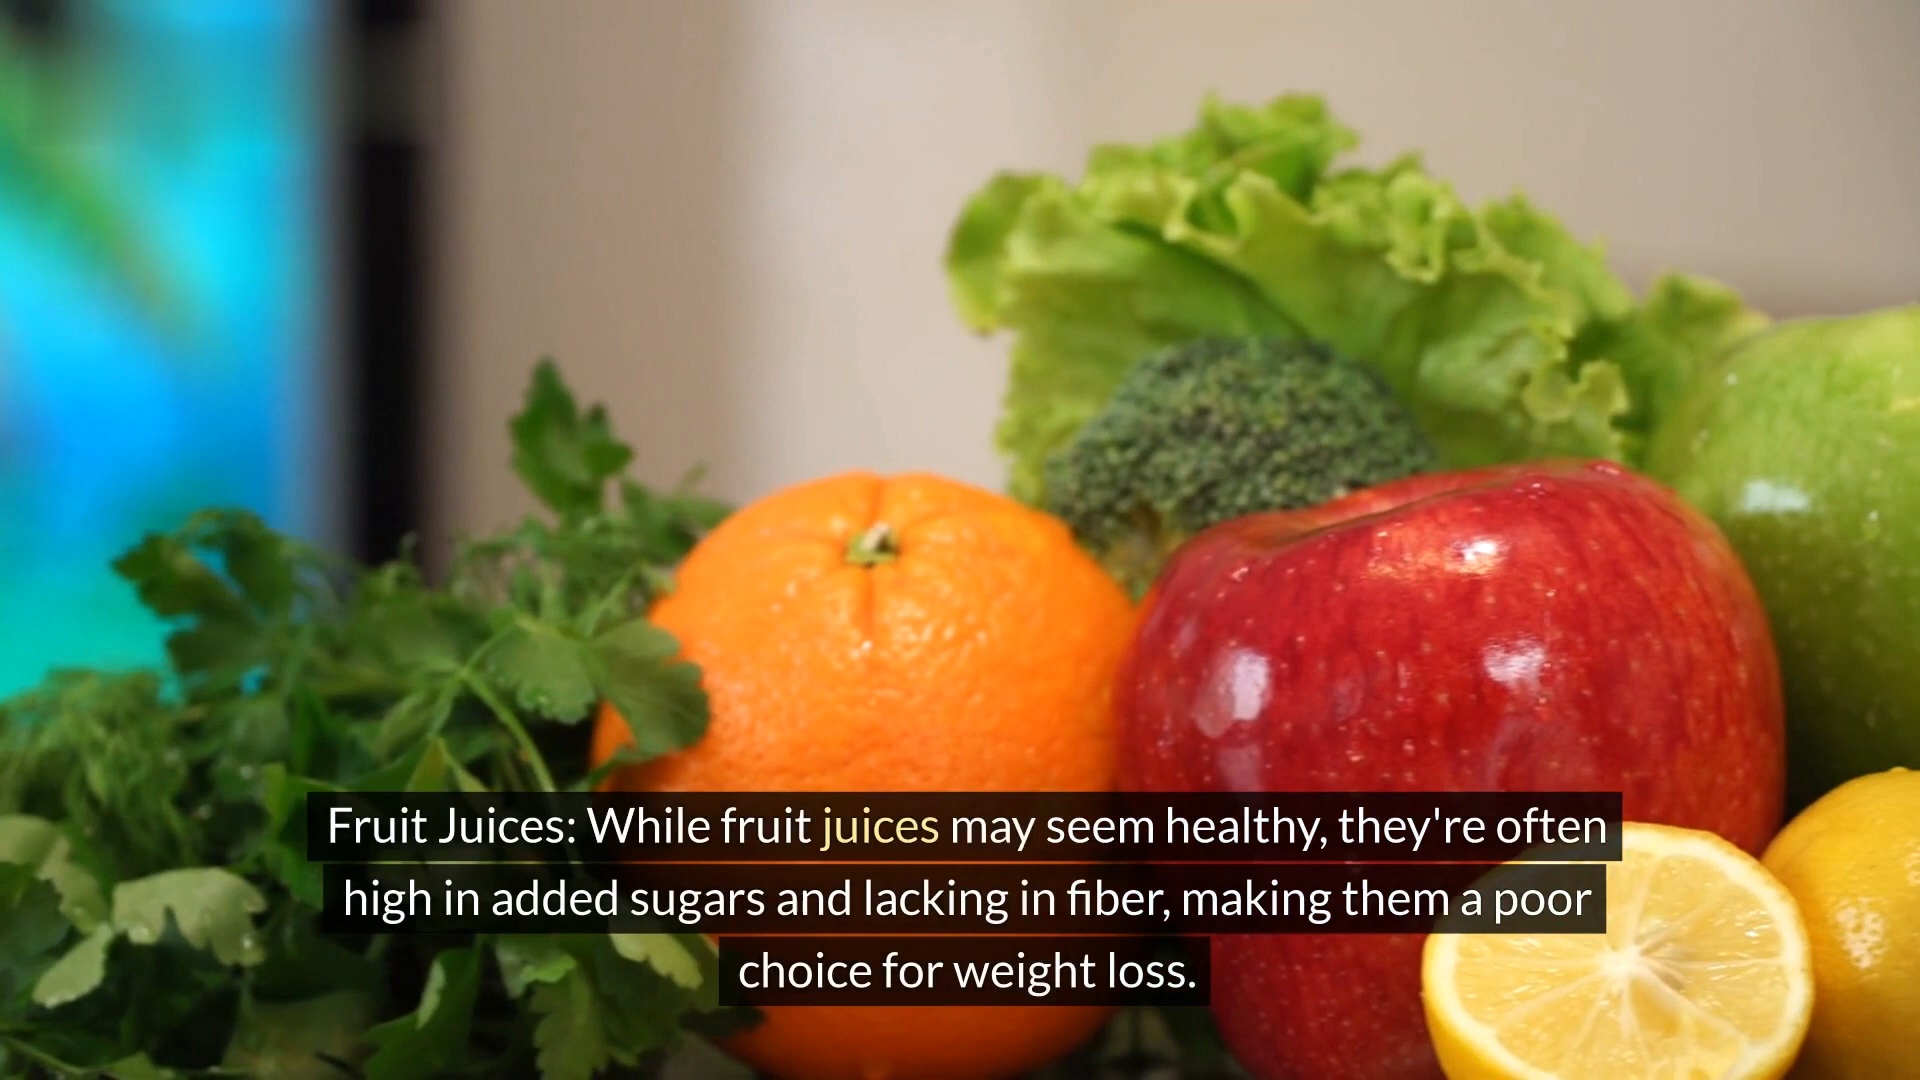 Fruit Juices: While fruit juices may seem healthy, they're often
high in added sugars and lacking in fiber, making them a poor
choice for weight loss.